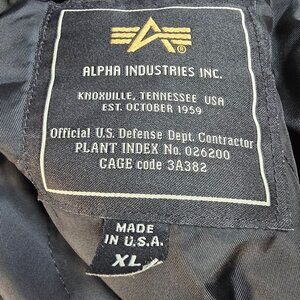 ALPHA INDUSTRIES INC.
KNOXVILLE, TENNESSEE USA
EST. OCTOBER 1959
Official U.S. Defense Dept. Contractor
PLANT INDEX No. 026200
CAGE code 3A382
MADE
IN U.S.A.
XL